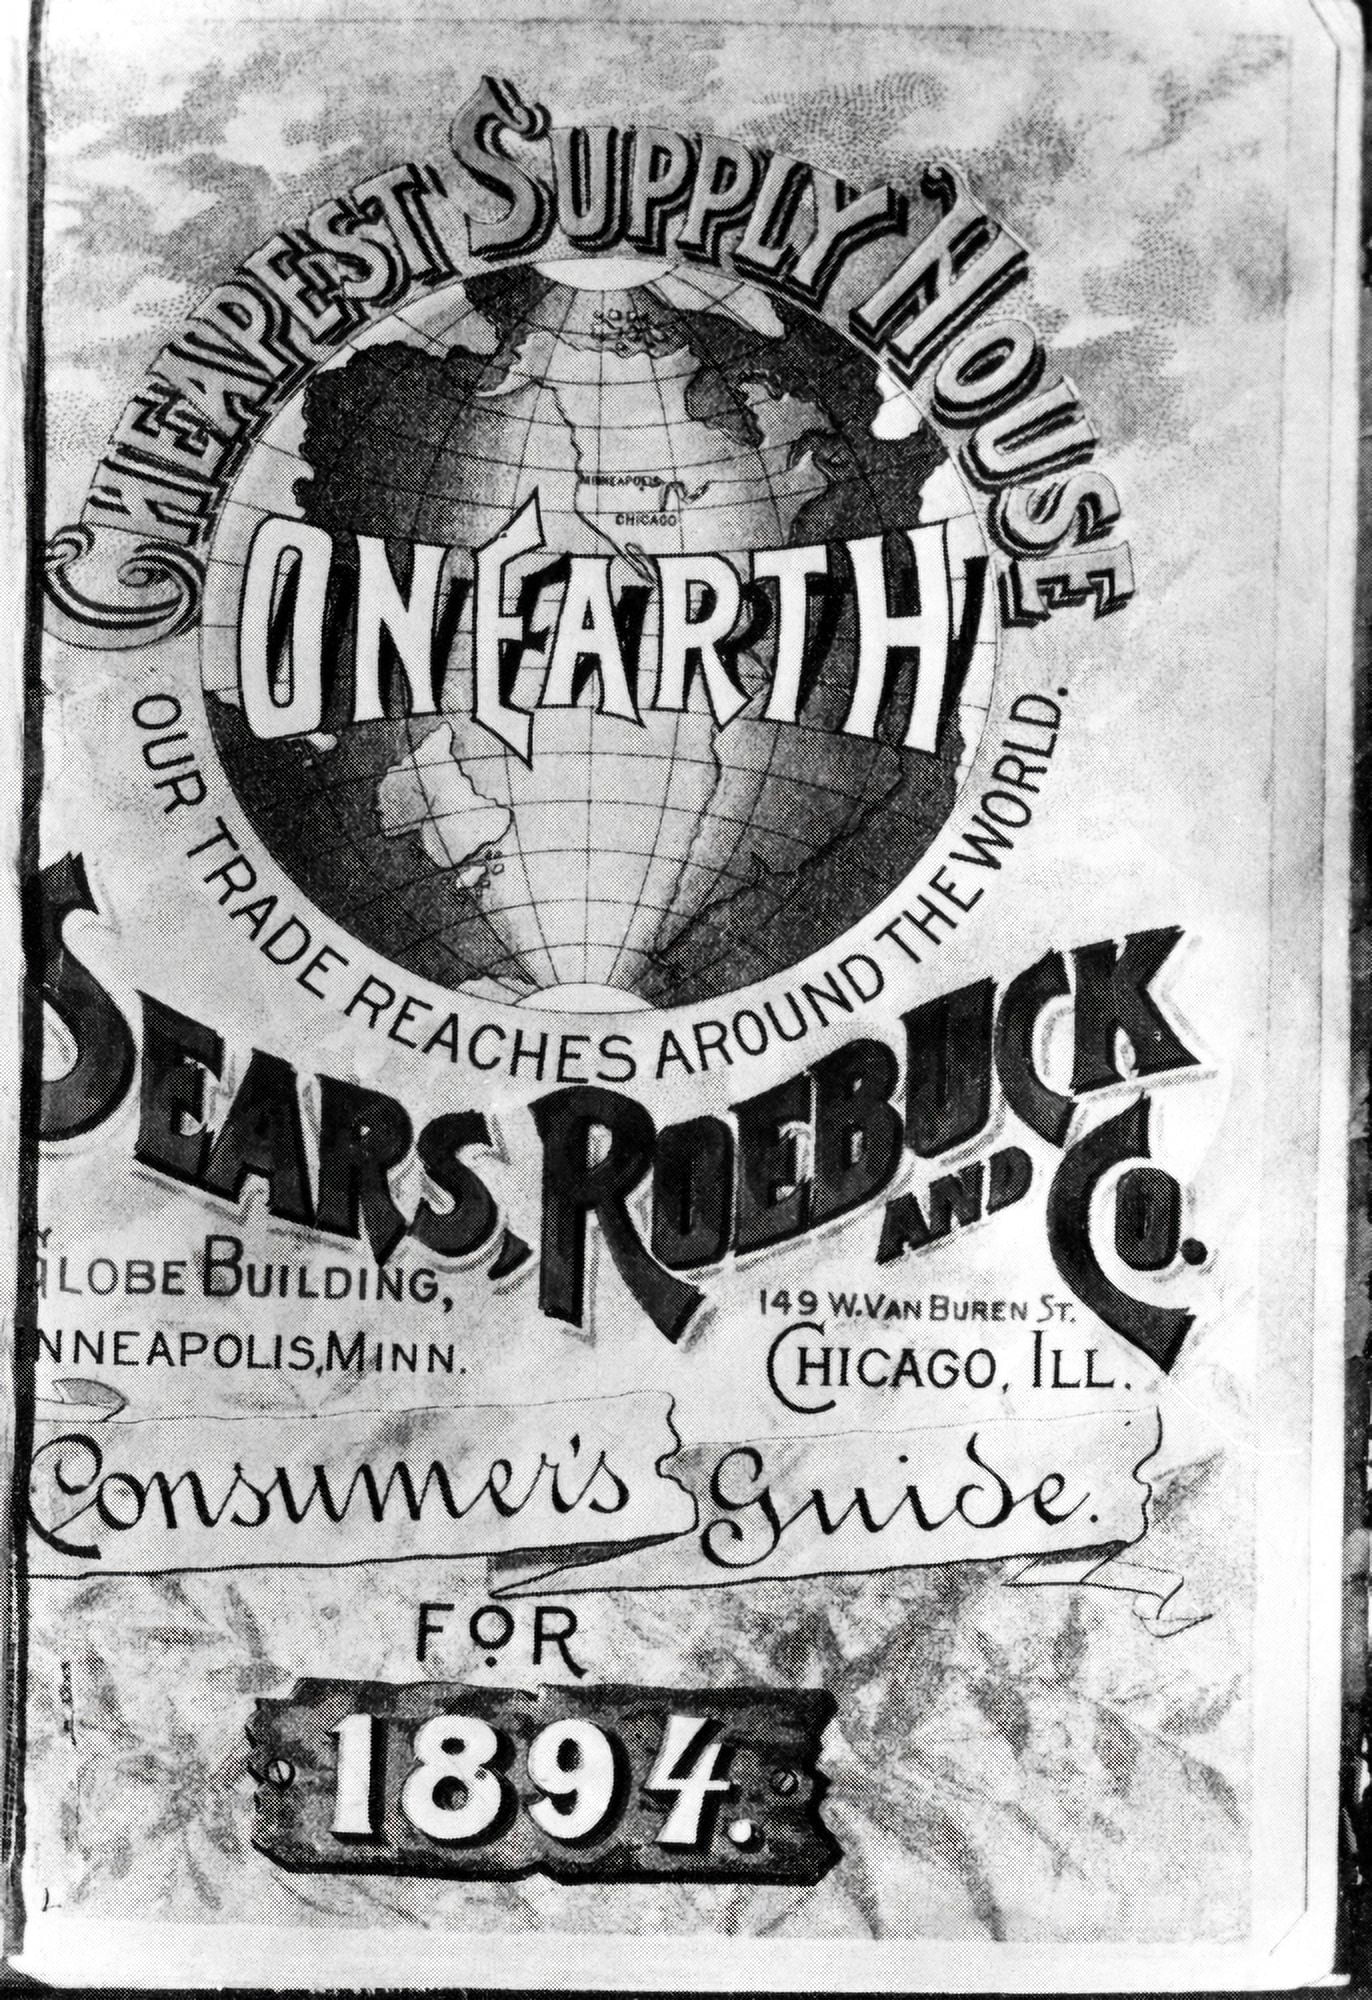 CHEAPEST SUPPLY HOUSE
MINNEAPOLIS
CHICAGO
ON EARTH
OUR TRADE REACHES AROUND THE WORLD.
SEARS, ROEBUCK
AND CO.
GLOBE BUILDING,
149 W. VAN BUREN ST.
NNEAPOLIS, MINN.
CHICAGO, ILL.
Consumer's Guide.
FOR
1894.